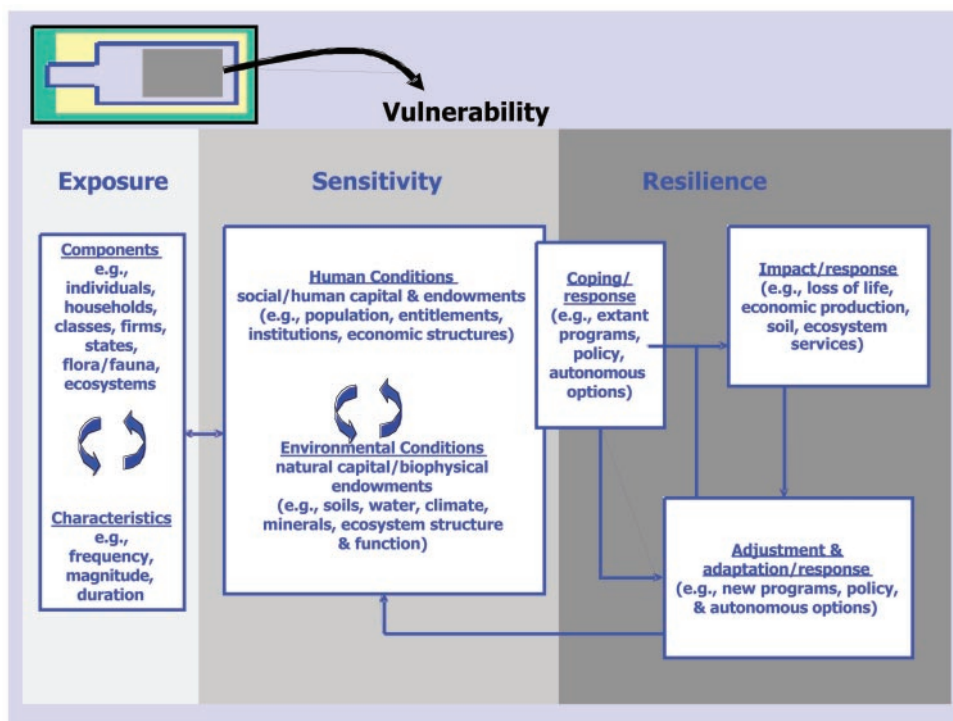 Vulnerability
Exposure
Sensitivity
Resilience
Components
e.g.,
individuals,
households,
classes, firms,
states,
flora/fauna,
ecosystems
Characteristics
e.g.,
frequency,
magnitude,
duration
Human Conditions
social/human capital & endowments
(e.g., population, entitlements,
institutions, economic structures)
Environmental Conditions
natural capital/biophysical
endowments
(e.g., soils, water, climate,
minerals, ecosystem structure
& function)
Coping/
response
(e.g., extant
programs,
policy,
autonomous
options)
Impact/response
(e.g., loss of life,
economic production,
soil, ecosystem
services)
Adjustment &
adaptation/response
(e.g., new programs, policy,
& autonomous options)